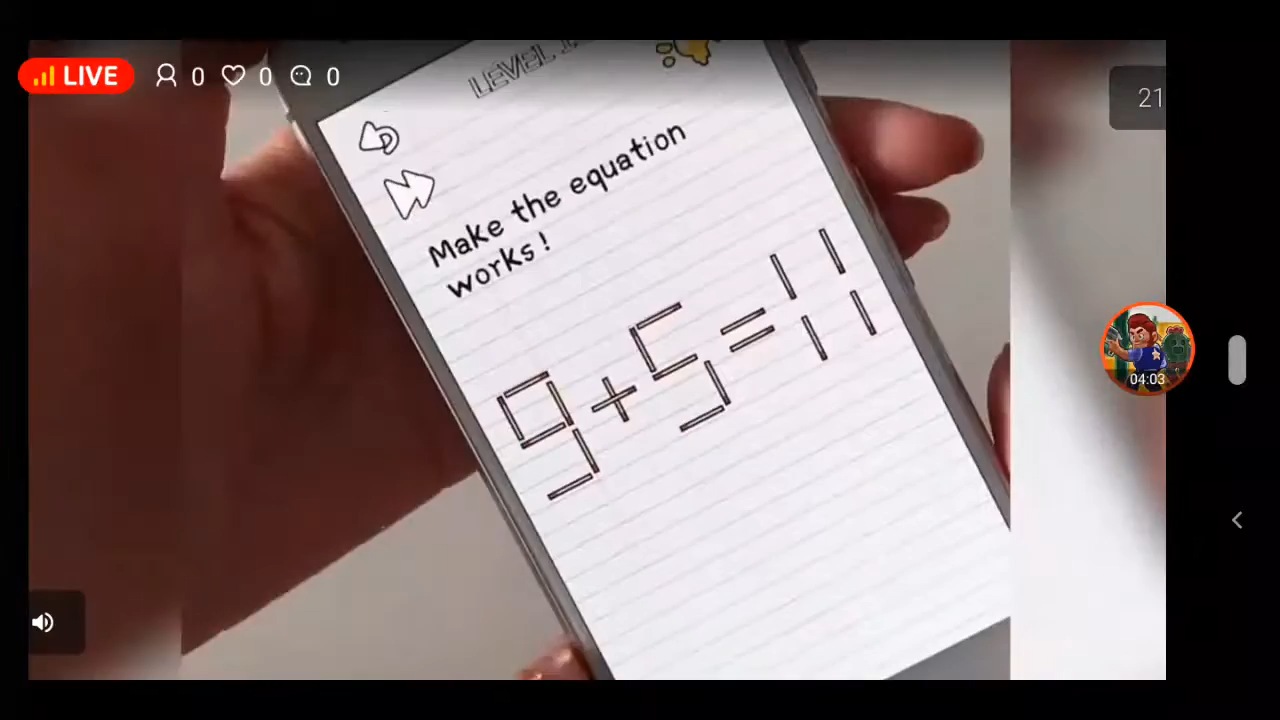 LIVE 0 0 0
21
LEVEL
Make the equation
works!
9+5=11
04:03